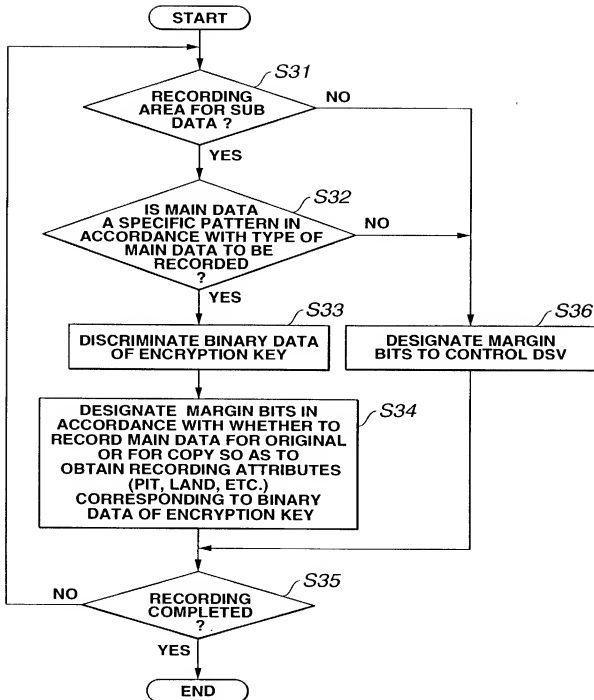 START
S31
RECORDING
AREA FOR SUB
DATA ?
NO
YES
S32
IS MAIN DATA
A SPECIFIC PATTERN IN
ACCORDANCE WITH TYPE OF
MAIN DATA TO BE
RECORDED
?
NO
YES
S33
DISCRIMINATE BINARY DATA
OF ENCRYPTION KEY
S36
DESIGNATE MARGIN
BITS TO CONTROL DSV
S34
DESIGNATE MARGIN BITS IN
ACCORDANCE WITH WHETHER TO
RECORD MAIN DATA FOR ORIGINAL
OR FOR COPY SO AS TO
OBTAIN RECORDING ATTRIBUTES
(PIT, LAND, ETC.)
CORRESPONDING TO BINARY
DATA OF ENCRYPTION KEY
S35
NO
RECORDING
COMPLETED
?
YES
END